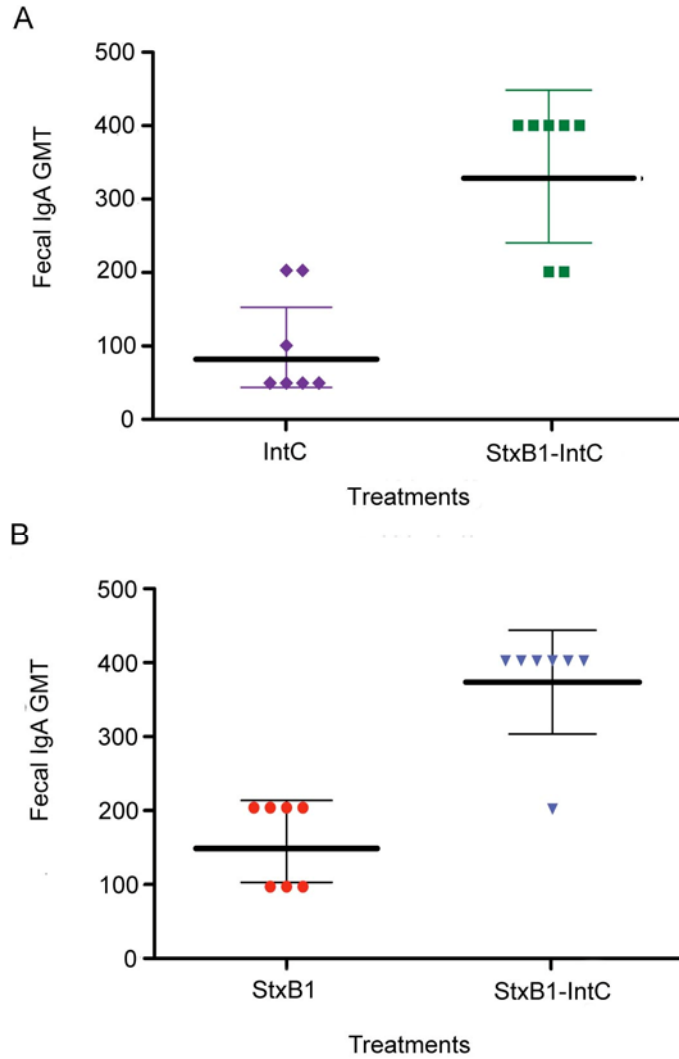 A
500
400
300
200
100
0
Fecal IgA GMT
IntC
StxB1-IntC
Treatments
B
500
400
300
200
100
0
Fecal IgA GMT
StxB1
StxB1-IntC
Treatments